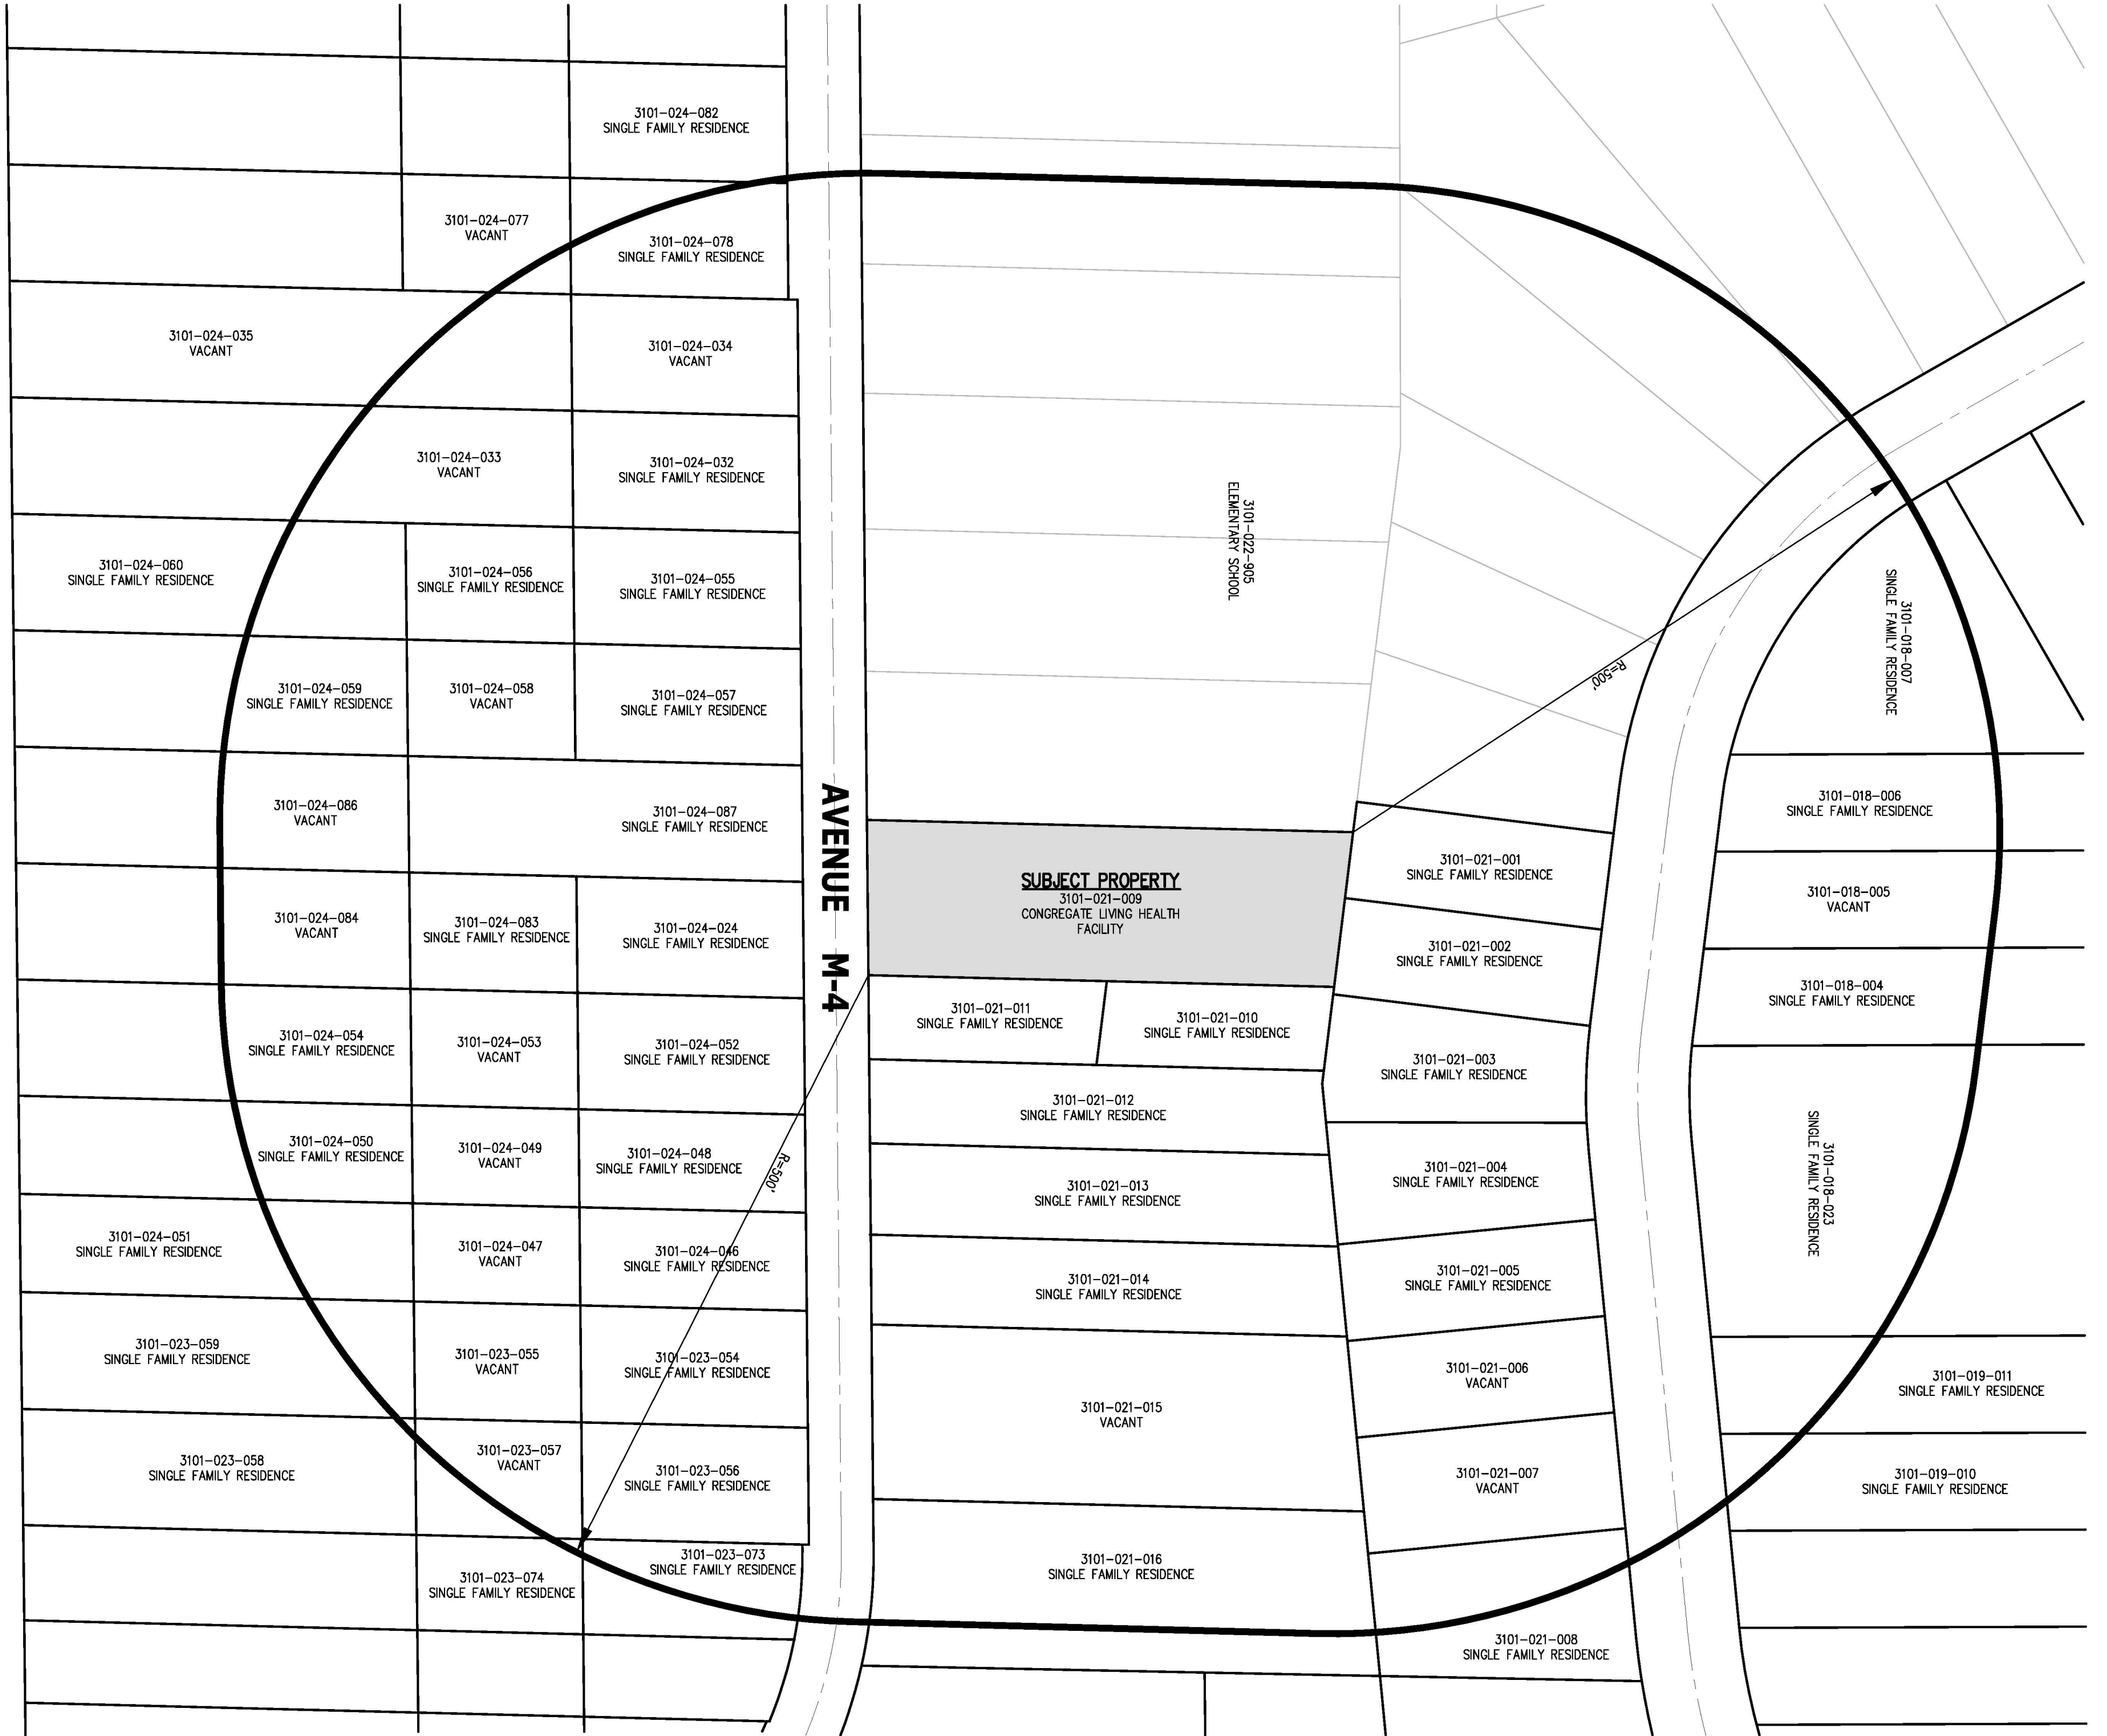 3101-024-082
SINGLE FAMILY RESIDENCE
3101-024-077
VACANT
3101-024-078
SINGLE FAMILY RESIDENCE
3101-024-035
VACANT
3101-024-034
VACANT
3101-024-033
VACANT
3101-024-032
SINGLE FAMILY RESIDENCE
3101-024-060
SINGLE FAMILY RESIDENCE
3101-024-056
SINGLE FAMILY RESIDENCE
3101-024-055
SINGLE FAMILY RESIDENCE
3101-024-059
SINGLE FAMILY RESIDENCE
3101-024-058
VACANT
3101-024-057
SINGLE FAMILY RESIDENCE
3101-024-086
VACANT
3101-024-087
SINGLE FAMILY RESIDENCE
3101-024-084
VACANT
3101-024-083
SINGLE FAMILY RESIDENCE
3101-024-024
SINGLE FAMILY RESIDENCE
3101-024-054
SINGLE FAMILY RESIDENCE
3101-024-053
VACANT
3101-024-052
SINGLE FAMILY RESIDENCE
3101-024-050
SINGLE FAMILY RESIDENCE
3101-024-049
VACANT
3101-024-048
SINGLE FAMILY RESIDENCE
3101-024-051
SINGLE FAMILY RESIDENCE
3101-024-047
VACANT
3101-024-046
SINGLE FAMILY RESIDENCE
3101-023-059
SINGLE FAMILY RESIDENCE
3101-023-055
VACANT
3101-023-054
SINGLE FAMILY RESIDENCE
3101-023-058
SINGLE FAMILY RESIDENCE
3101-023-057
VACANT
3101-023-056
SINGLE FAMILY RESIDENCE
3101-023-074
SINGLE FAMILY RESIDENCE
3101-023-073
SINGLE FAMILY RESIDENCE
AVENUE M-4
R=500'
3101-022-905
ELEMENTARY SCHOOL
SUBJECT PROPERTY
3101-021-009
CONGREGATE LIVING HEALTH
FACILITY
3101-021-011
SINGLE FAMILY RESIDENCE
3101-021-010
SINGLE FAMILY RESIDENCE
3101-021-012
SINGLE FAMILY RESIDENCE
3101-021-013
SINGLE FAMILY RESIDENCE
3101-021-014
SINGLE FAMILY RESIDENCE
3101-021-015
VACANT
3101-021-016
SINGLE FAMILY RESIDENCE
R=500'
3101-021-001
SINGLE FAMILY RESIDENCE
3101-021-002
SINGLE FAMILY RESIDENCE
3101-021-003
SINGLE FAMILY RESIDENCE
3101-021-004
SINGLE FAMILY RESIDENCE
3101-021-005
SINGLE FAMILY RESIDENCE
3101-021-006
VACANT
3101-021-007
VACANT
3101-021-008
SINGLE FAMILY RESIDENCE
3101-018-007
SINGLE FAMILY RESIDENCE
3101-018-006
SINGLE FAMILY RESIDENCE
3101-018-005
VACANT
3101-018-004
SINGLE FAMILY RESIDENCE
3101-018-023
SINGLE FAMILY RESIDENCE
3101-019-011
SINGLE FAMILY RESIDENCE
3101-019-010
SINGLE FAMILY RESIDENCE